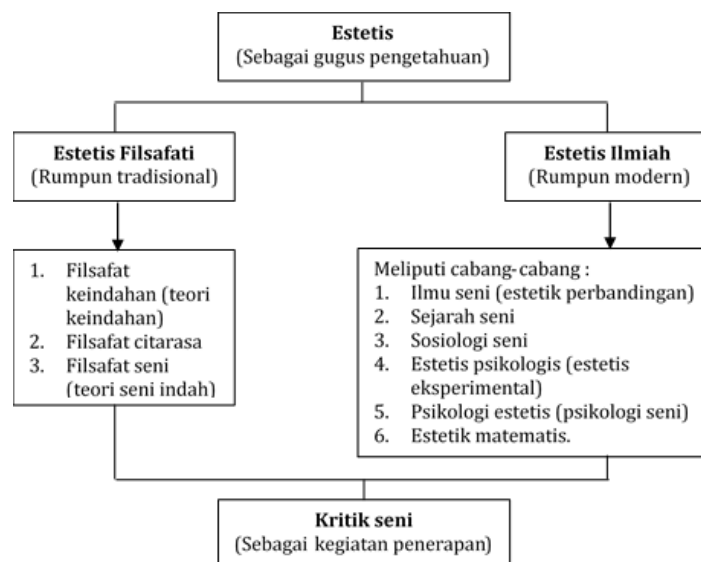 Estetis
(Sebagai gugus pengetahuan)
Estetis Filsafati
(Rumpun tradisional)
Estetis Ilmiah
(Rumpun modern)
1. Filsafat
keindahan (teori
keindahan)
2. Filsafat citarasa
3. Filsafat seni
(teori seni indah)
Meliputi cabang-cabang :
1. Ilmu seni (estetik perbandingan)
2. Sejarah seni
3. Sosiologi seni
4. Estetis psikologis (estetis
eksperimental)
5. Psikologi estetis (psikologi seni)
6. Estetik matematis.
Kritik seni
(Sebagai kegiatan penerapan)